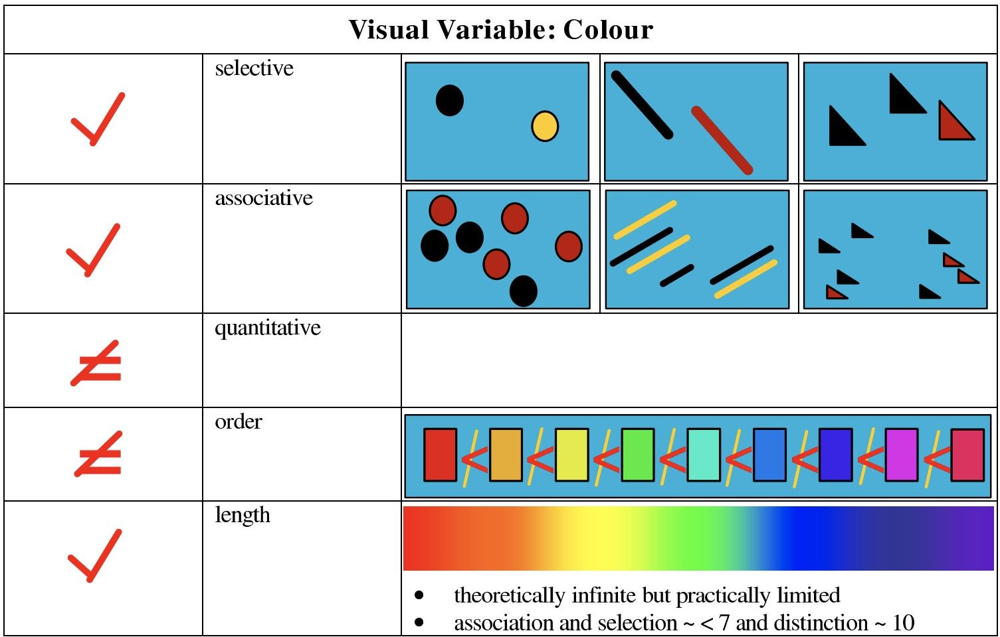 Visual Variable: Colour
selective
associative
quantitative
order
length
• theoretically infinite but practically limited
• association and selection ~ < 7 and distinction ~ 10